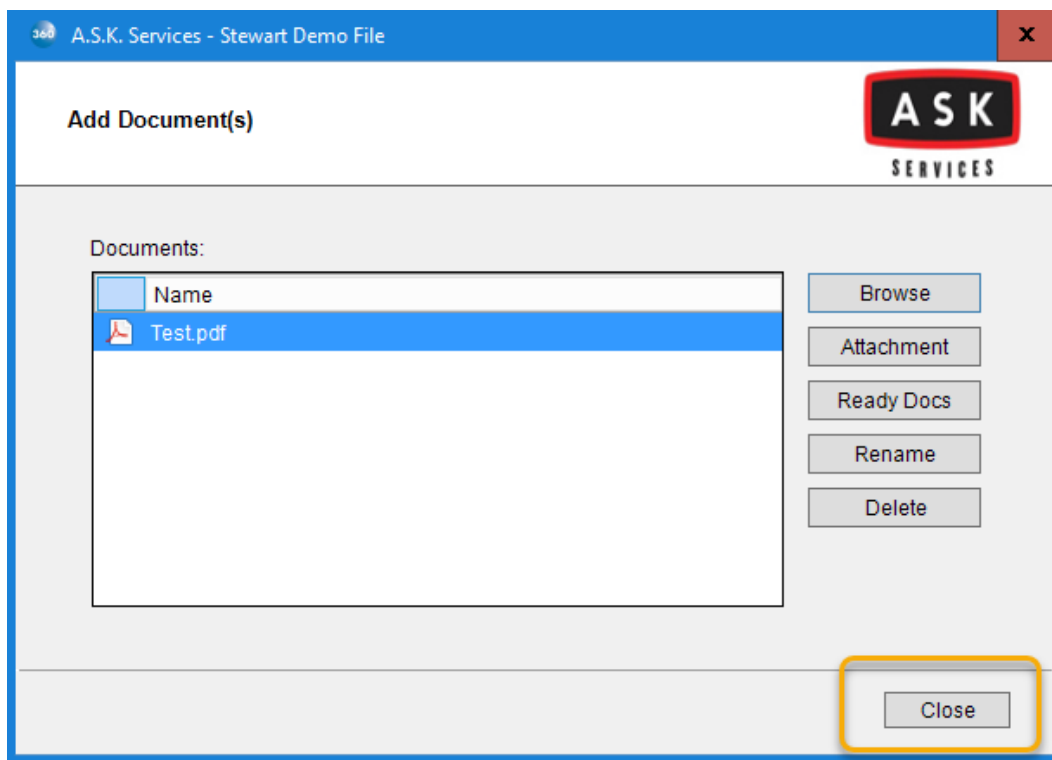 360 A.S.K. Services - Stewart Demo File x
Add Document(s)
ASK
SERVICES
Documents:
Name
Test.pdf
Browse
Attachment
Ready Docs
Rename
Delete
Close